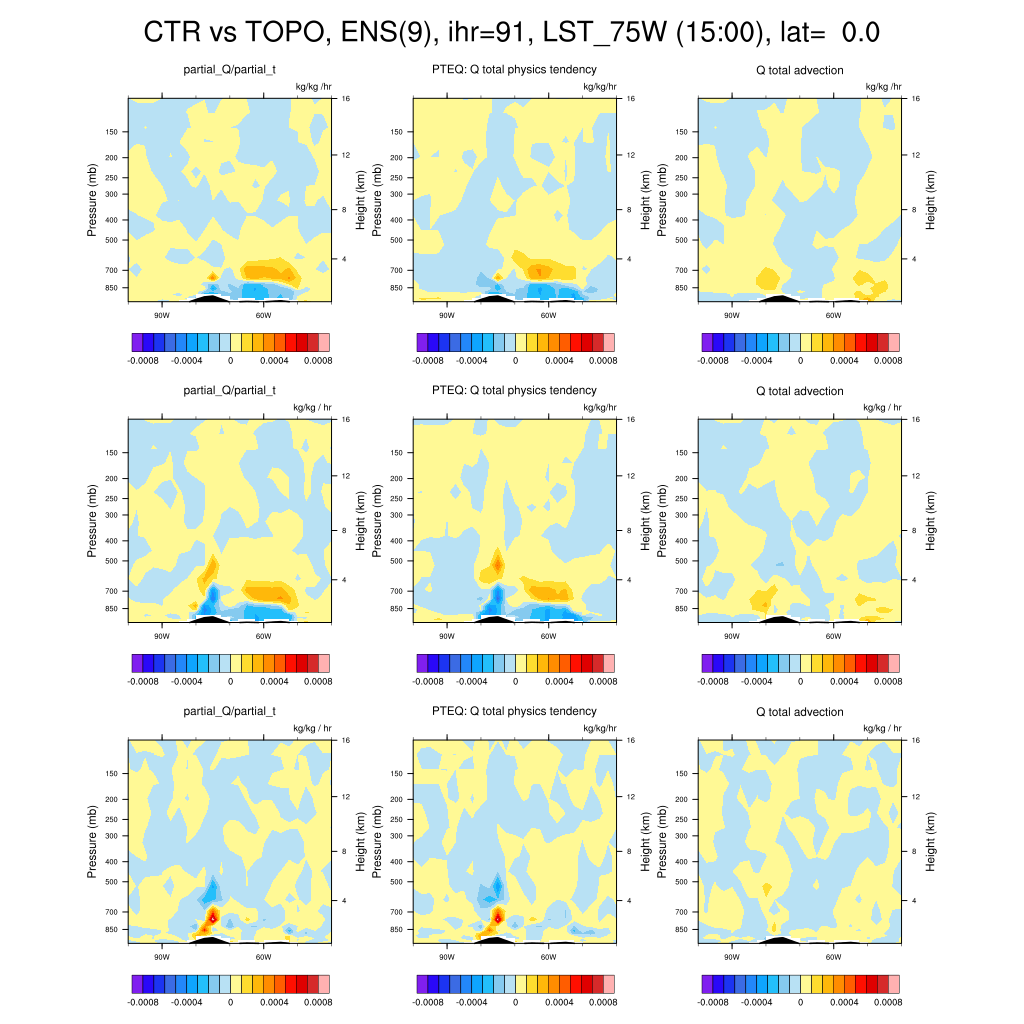 CTR vs TOPO, ENS(9), ihr=91, LST_75W (15:00), lat=  0.0
partial_Q/partial_t
PTEQ: Q total physics tendency
Q total advection
kg/kg /hr
kg/kg/hr
kg/kg /hr
Pressure (mb)
150
200
250
300
400
500
700
850
16
12
8
4
Height (km)
90W
60W
-0.0008 -0.0004 0 0.0004 0.0008
Pressure (mb)
150
200
250
300
400
500
700
850
16
12
8
4
Height (km)
90W
60W
-0.0008 -0.0004 0 0.0004 0.0008
Pressure (mb)
150
200
250
300
400
500
700
850
16
12
8
4
Height (km)
90W
60W
-0.0008 -0.0004 0 0.0004 0.0008
partial_Q/partial_t
PTEQ: Q total physics tendency
Q total advection
kg/kg / hr
kg/kg/hr
kg/kg / hr
Pressure (mb)
150
200
250
300
400
500
700
850
16
12
8
4
Height (km)
90W
60W
-0.0008 -0.0004 0 0.0004 0.0008
Pressure (mb)
150
200
250
300
400
500
700
850
16
12
8
4
Height (km)
90W
60W
-0.0008 -0.0004 0 0.0004 0.0008
Pressure (mb)
150
200
250
300
400
500
700
850
16
12
8
4
Height (km)
90W
60W
-0.0008 -0.0004 0 0.0004 0.0008
partial_Q/partial_t
PTEQ: Q total physics tendency
Q total advection
kg/kg / hr
kg/kg/hr
kg/kg / hr
Pressure (mb)
150
200
250
300
400
500
700
850
16
12
8
4
Height (km)
90W
60W
-0.0008 -0.0004 0 0.0004 0.0008
Pressure (mb)
150
200
250
300
400
500
700
850
16
12
8
4
Height (km)
90W
60W
-0.0008 -0.0004 0 0.0004 0.0008
Pressure (mb)
150
200
250
300
400
500
700
850
16
12
8
4
Height (km)
90W
60W
-0.0008 -0.0004 0 0.0004 0.0008